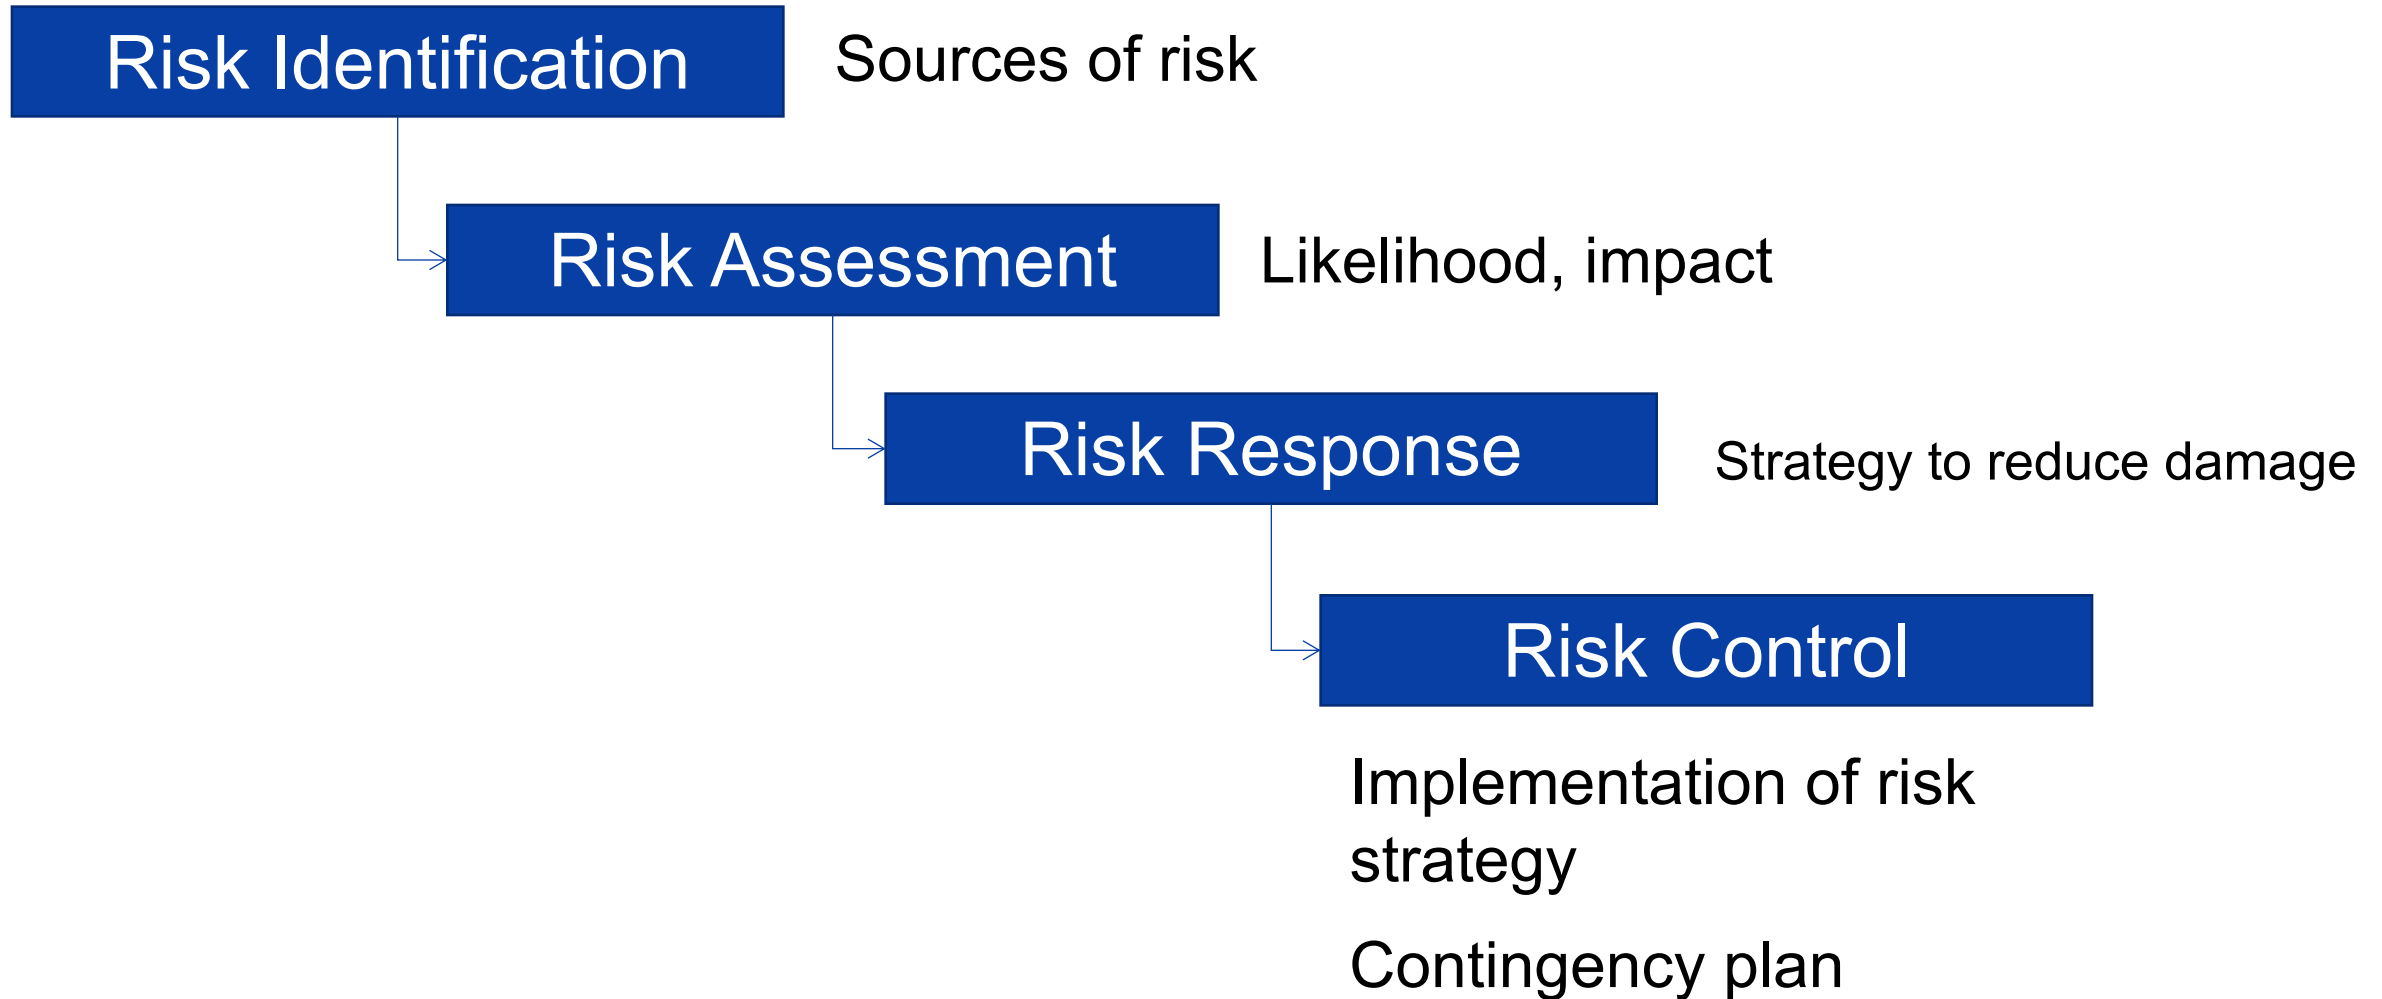 Risk Identification
Sources of risk
Risk Assessment
Likelihood, impact
Risk Response
Strategy to reduce damage
Risk Control
Implementation of risk
strategy
Contingency plan